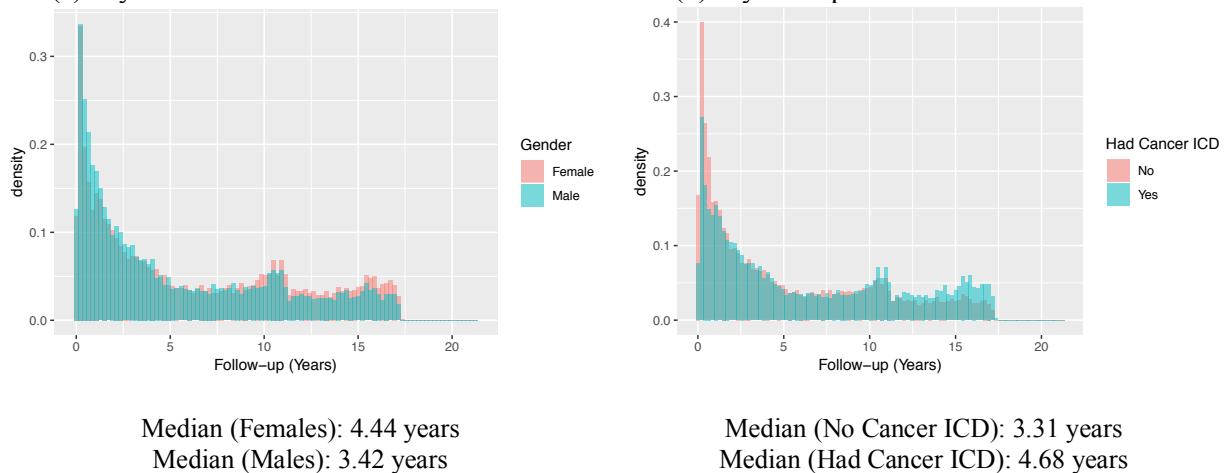 0.3
0.2
0.1
0.0
density
0
5
10
15
20
Follow−up (Years)
Gender
Female
Male
Median (Females): 4.44 years
Median (Males): 3.42 years
0.4
0.3
0.2
0.1
0.0
density
0
5
10
15
20
Follow−up (Years)
Had Cancer ICD
No
Yes
Median (No Cancer ICD): 3.31 years
Median (Had Cancer ICD): 4.68 years